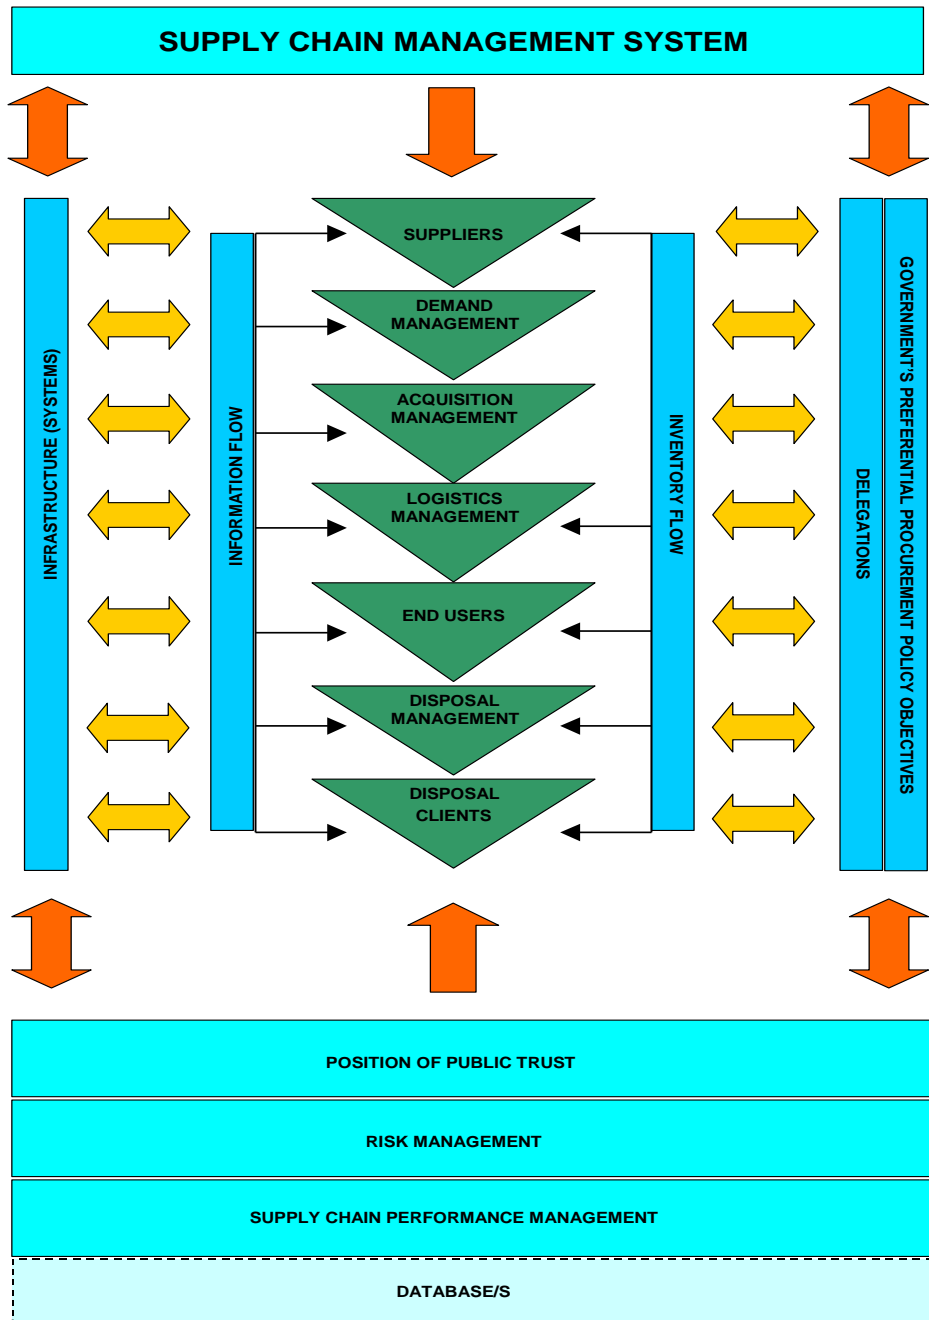 SUPPLY CHAIN MANAGEMENT SYSTEM
INFRASTRUCTURE (SYSTEMS)
INFORMATION FLOW
SUPPLIERS
DEMAND
MANAGEMENT
ACQUISITION
MANAGEMENT
LOGISTICS
MANAGEMENT
END USERS
DISPOSAL
MANAGEMENT
DISPOSAL
CLIENTS
INVENTORY FLOW
DELEGATIONS
GOVERNMENT'S PREFERENTIAL PROCUREMENT POLICY OBJECTIVES
POSITION OF PUBLIC TRUST
RISK MANAGEMENT
SUPPLY CHAIN PERFORMANCE MANAGEMENT
DATABASE/S